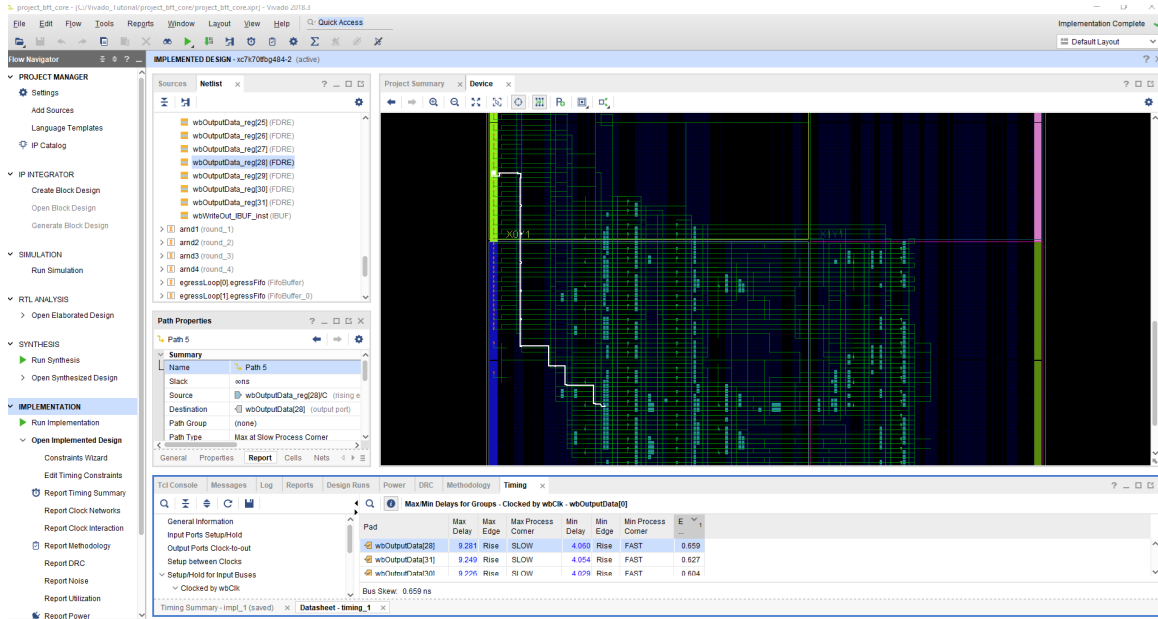 project_bft_core - [C:/Vivado_Tutorial/project_bft_core/project_bft_core.xpr] - Vivado 2018.3
File Edit Flow Tools Reports Window Layout View Help Quick Access
Implementation Complete
Default Layout
Flow Navigator
IMPLEMENTED DESIGN - xc7k70tfbg484-2 (active)
PROJECT MANAGER
Settings
Add Sources
Language Templates
IP Catalog
IP INTEGRATOR
Create Block Design
Open Block Design
Generate Block Design
SIMULATION
Run Simulation
RTL ANALYSIS
Open Elaborated Design
SYNTHESIS
Run Synthesis
Open Synthesized Design
IMPLEMENTATION
Run Implementation
Open Implemented Design
Constraints Wizard
Edit Timing Constraints
Report Timing Summary
Report Clock Networks
Report Clock Interaction
Report Methodology
Report DRC
Report Noise
Report Utilization
Report Power
Sources Netlist
wbOutputData_reg[25] (FDRE)
wbOutputData_reg[26] (FDRE)
wbOutputData_reg[27] (FDRE)
wbOutputData_reg[28] (FDRE)
wbOutputData_reg[29] (FDRE)
wbOutputData_reg[30] (FDRE)
wbOutputData_reg[31] (FDRE)
wbWriteOut_IBUF_inst (IBUF)
arnd1 (round_1)
arnd2 (round_2)
arnd3 (round_3)
arnd4 (round_4)
egressLoop[0].egressFifo (FifoBuffer)
egressLoop[1].egressFifo (FifoBuffer_0)
Path Properties
Path 5
Summary
Name Path 5
Slack ∞ns
Source wbOutputData_reg[28]/C (rising e
Destination wbOutputData[28] (output port)
Path Group (none)
Path Type Max at Slow Process Corner
General Properties Report Cells Nets
Project Summary Device
X0Y1 X1Y1
Tcl Console Messages Log Reports Design Runs Power DRC Methodology Timing
Max/Min Delays for Groups - Clocked by wbClk - wbOutputData[0]
General Information
Input Ports Setup/Hold
Output Ports Clock-to-out
Setup between Clocks
Setup/Hold for Input Buses
Clocked by wbClk
Pad Max Delay Max Edge Max Process Corner Min Delay Min Edge Min Process Corner E ... 1
wbOutputData[28] 9.281 Rise SLOW 4.060 Rise FAST 0.659
wbOutputData[31] 9.249 Rise SLOW 4.054 Rise FAST 0.627
wbOutputData[30] 9.226 Rise SLOW 4.029 Rise FAST 0.604
Bus Skew: 0.659 ns
Timing Summary - impl_1 (saved) Datasheet - timing_1